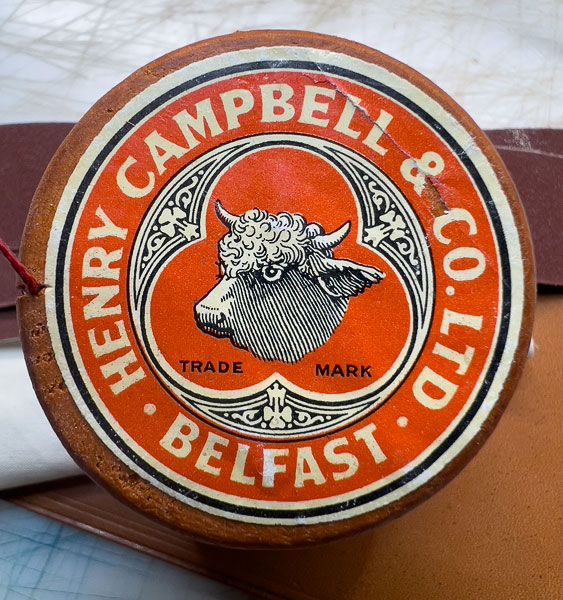 HENRY CAMPBELL & CO. LTD
TRADE MARK
· BELFAST ·